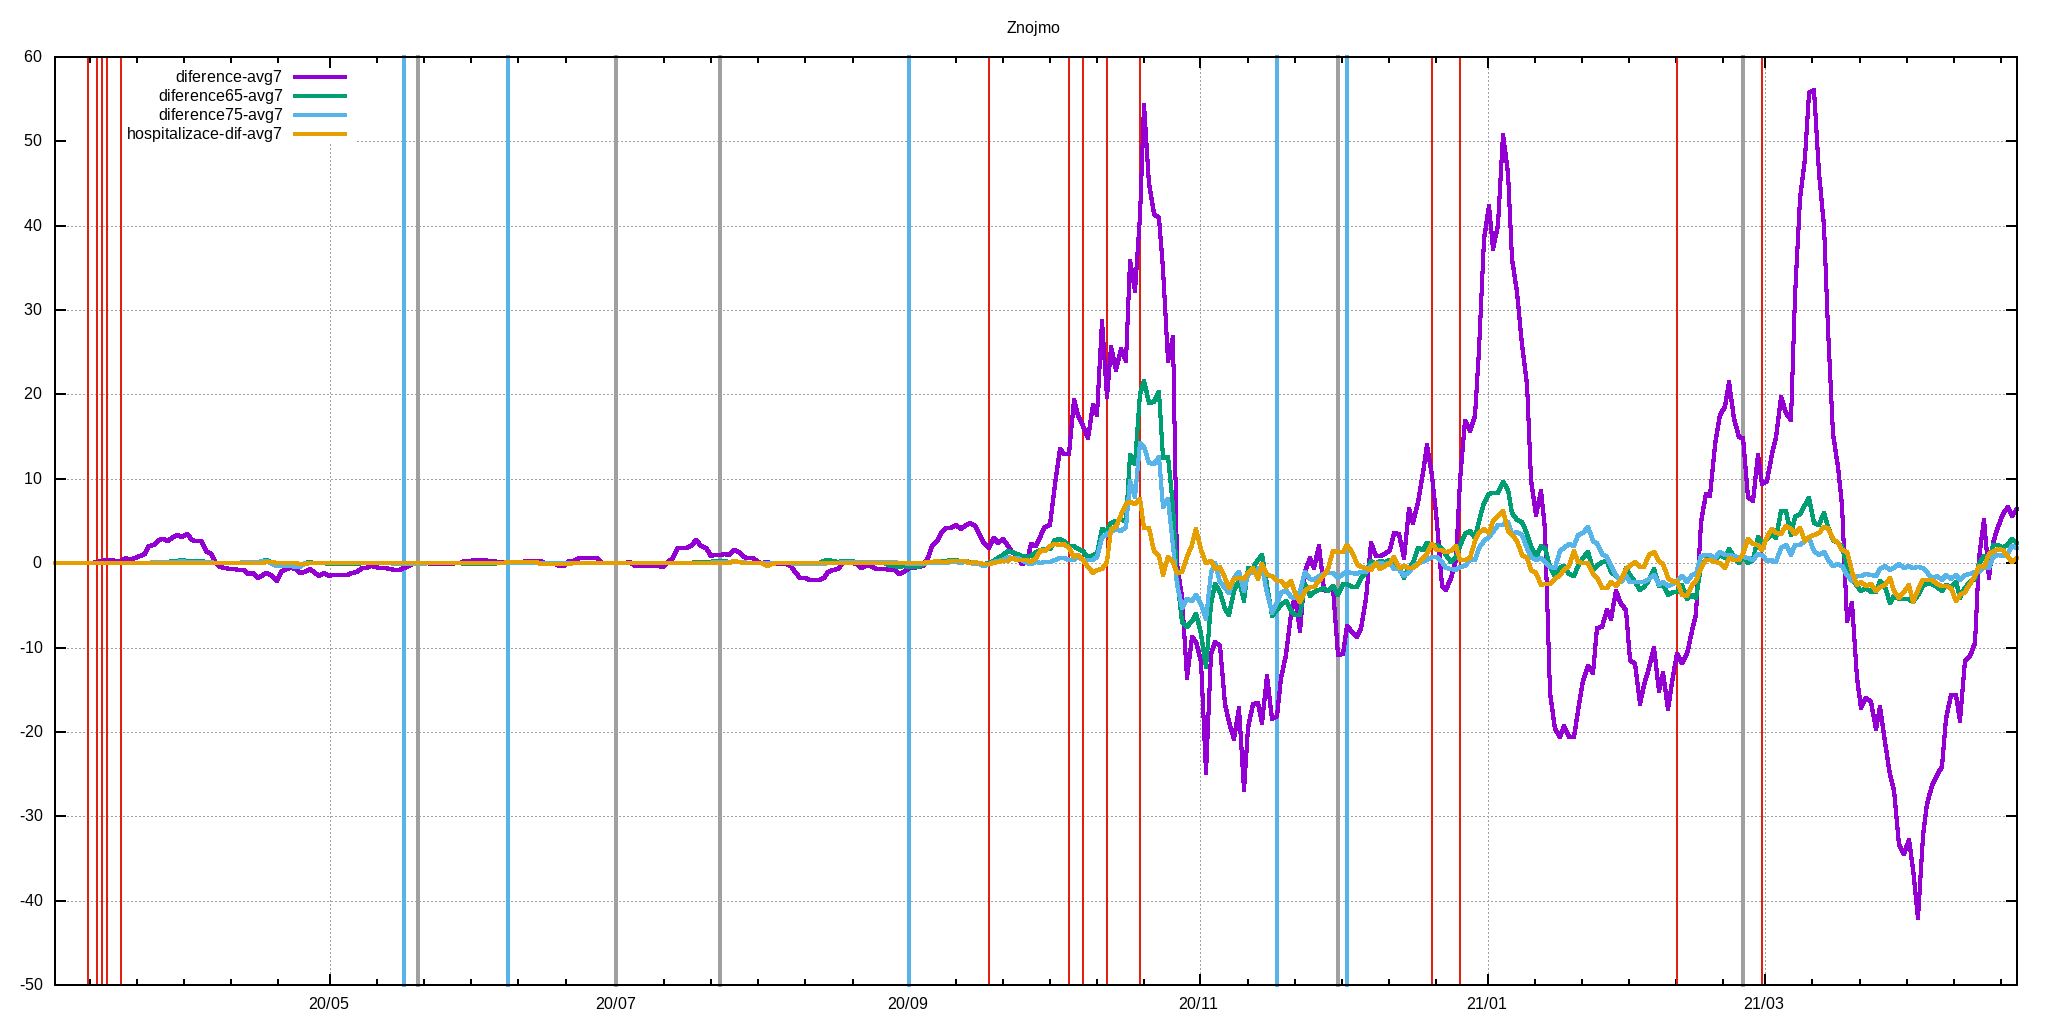 Znojmo
60
50
40
30
20
10
0
-10
-20
-30
-40
-50
diference-avg7
diference65-avg7
diference75-avg7
hospitalizace-dif-avg7
20/05 20/07 20/09 20/11 21/01 21/03